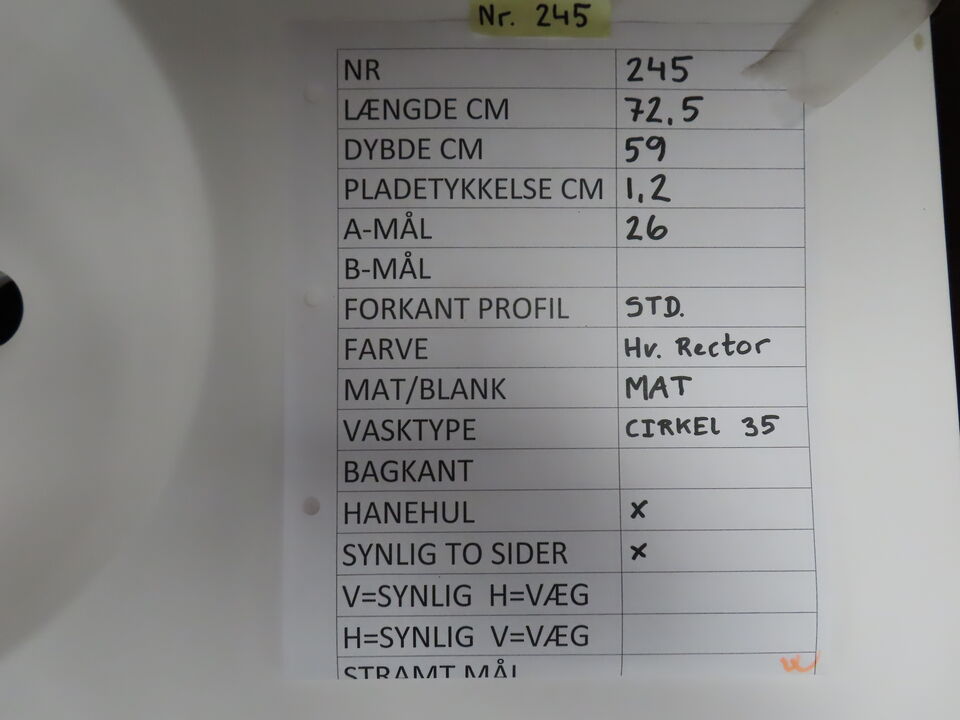 Nr. 245
NR 245
LÆNGDE CM 72,5
DYBDE CM 59
PLADETYKKELSE CM 1,2
A-MÅL 26
B-MÅL
FORKANT PROFIL STD.
FARVE Hv. Rector
MAT/BLANK MAT
VASKTYPE CIRKEL 35
BAGKANT
HANEHUL x
SYNLIG TO SIDER x
V=SYNLIG H=VÆG
H=SYNLIG V=VÆG
STRAMT MÅL